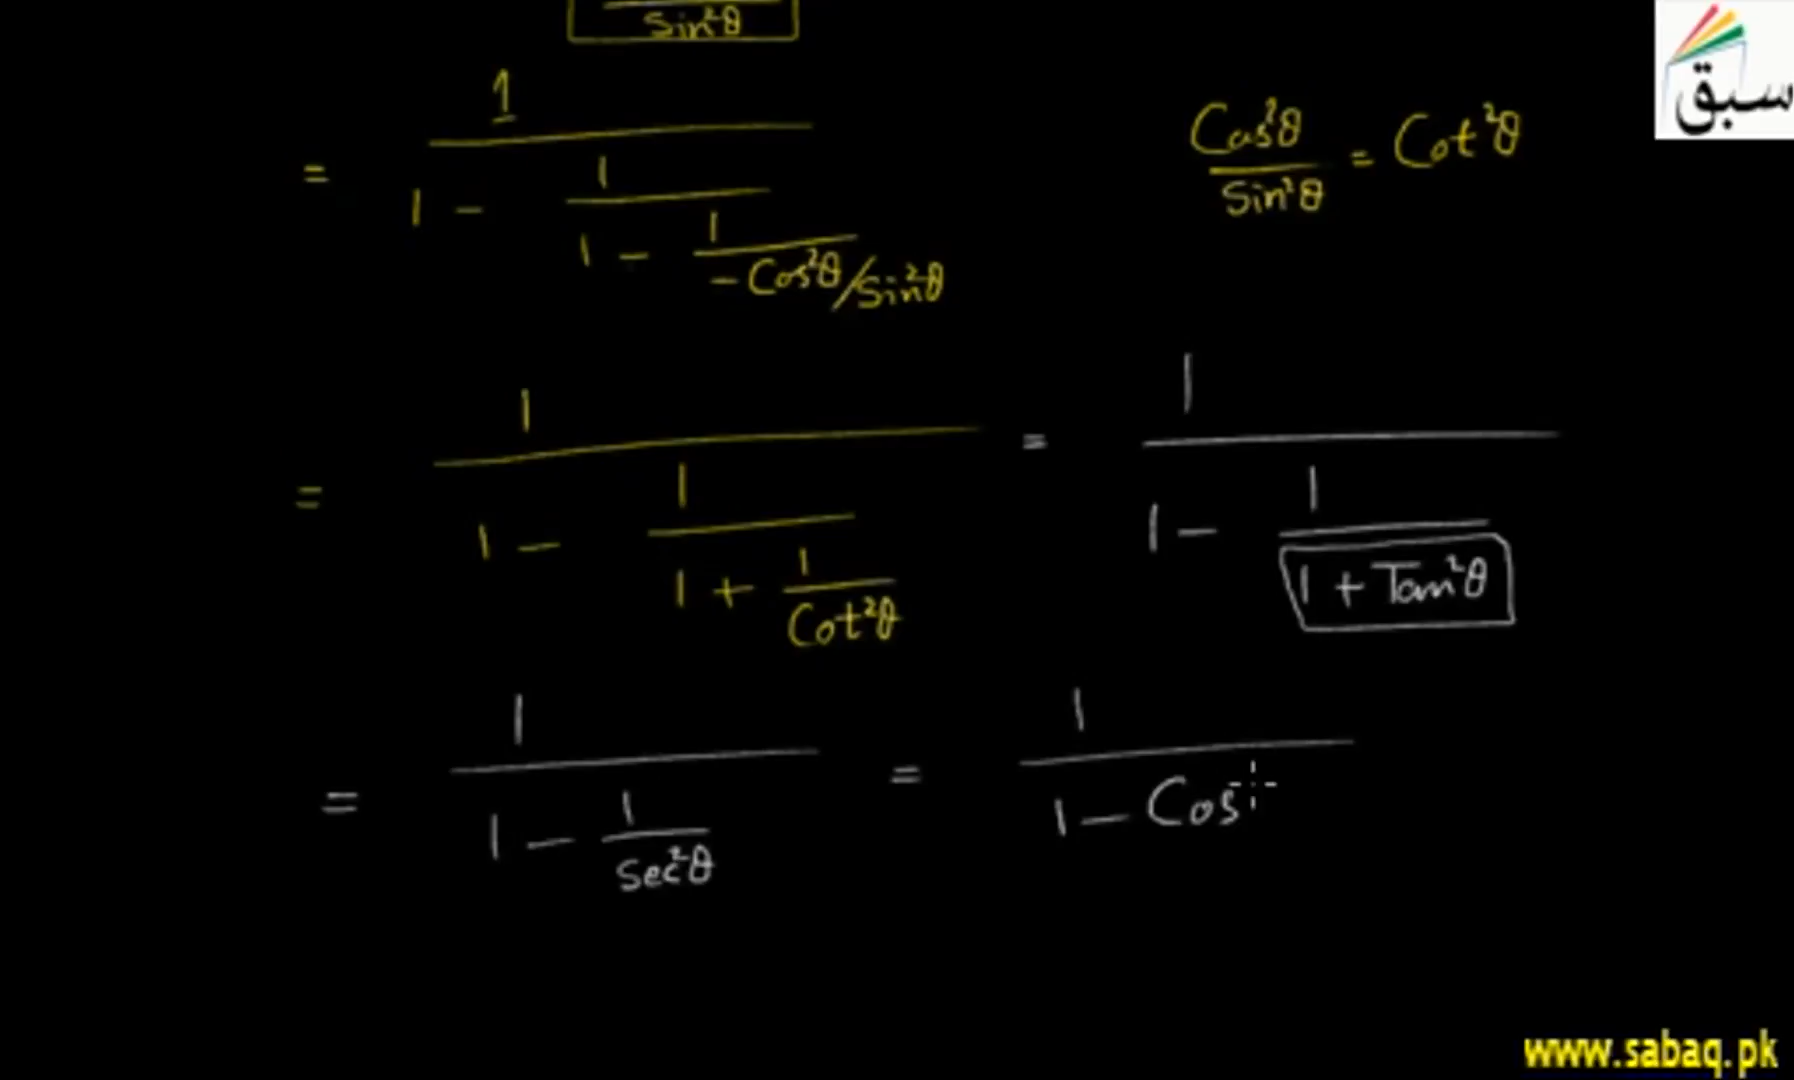 Sin²θ
سبق
= 1 / (1 - 1 / (1 - 1 / (-Cos²θ/Sin²θ)))
Cos²θ / Sin²θ = Cot²θ
= 1 / (1 - 1 / (1 + 1 / Cot²θ)) = 1 / (1 - 1 / (1 + Tan²θ))
= 1 / (1 - 1 / Sec²θ) = 1 / (1 - Cos
www.sabaq.pk